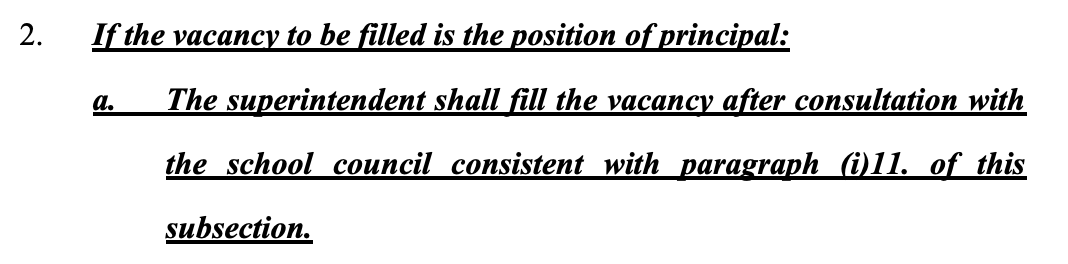 2. If the vacancy to be filled is the position of principal:
a. The superintendent shall fill the vacancy after consultation with
the school council consistent with paragraph (i)11. of this
subsection.